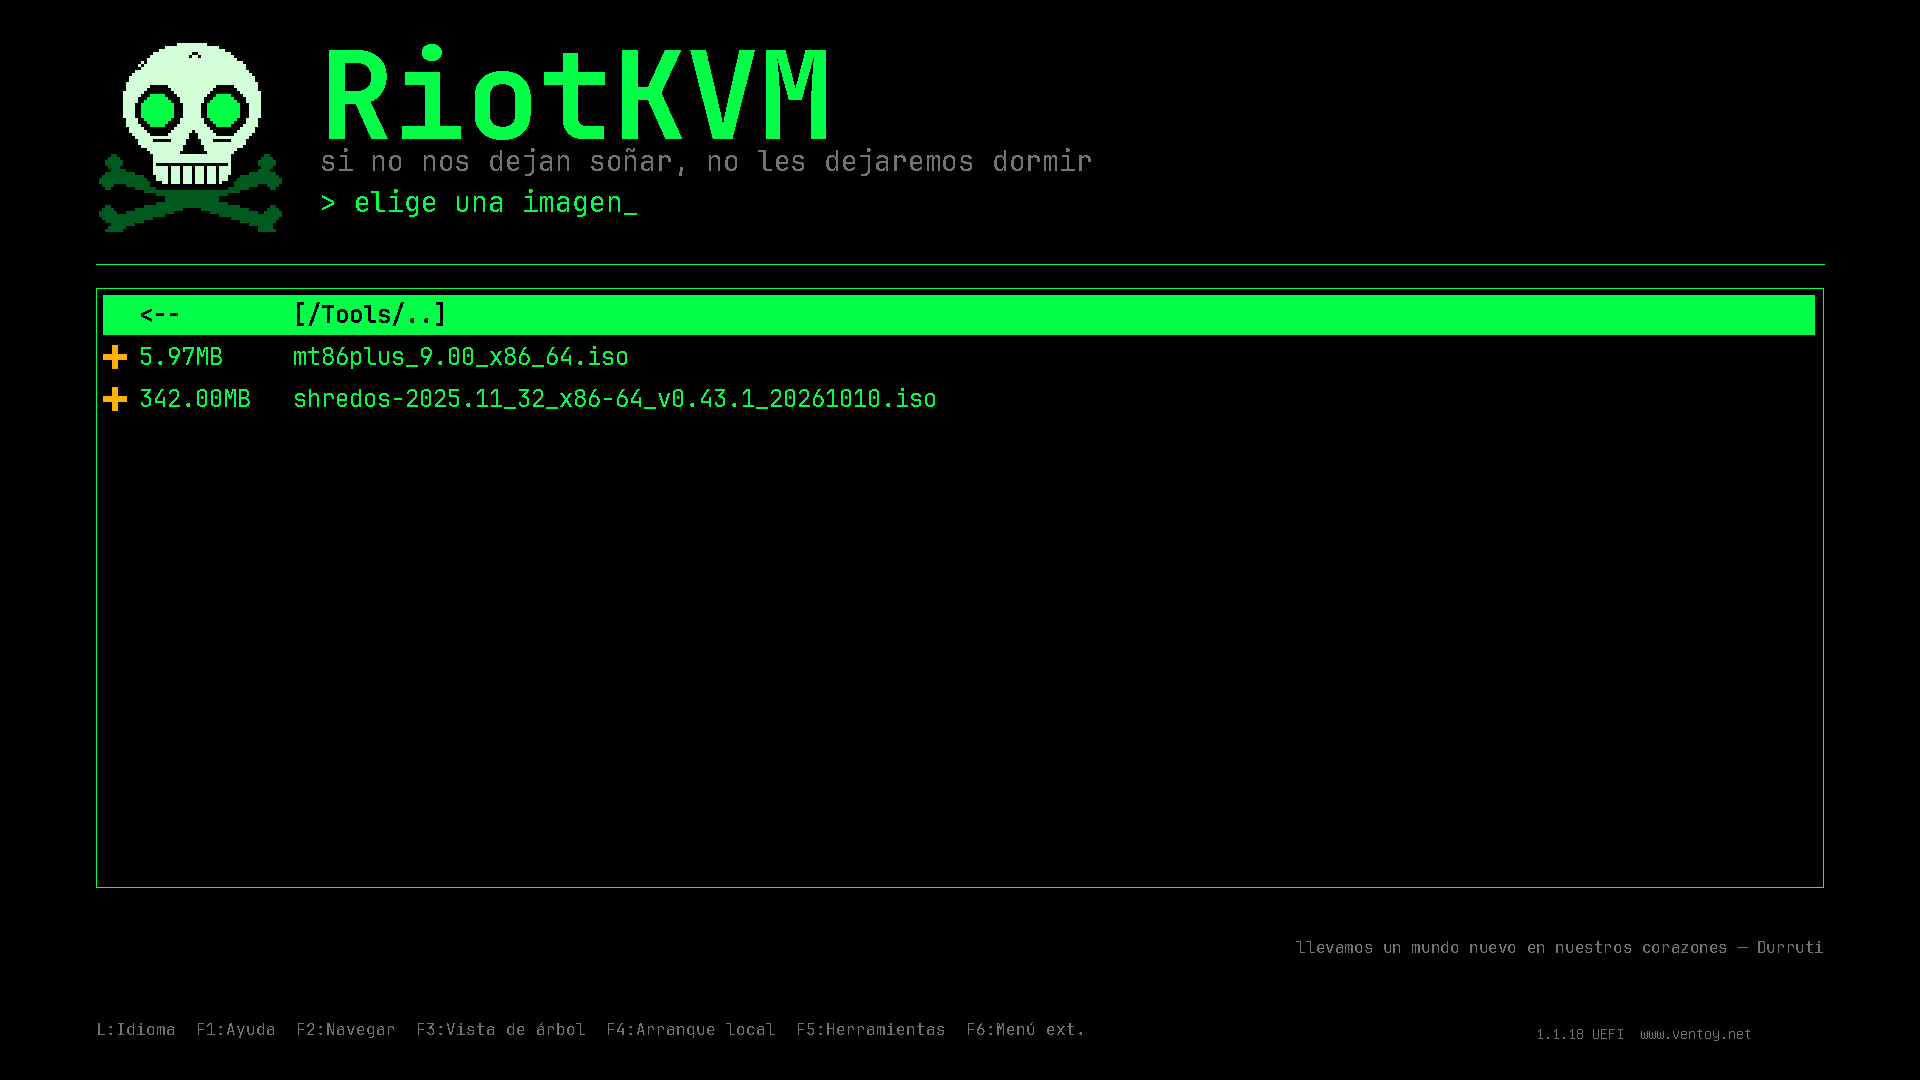 RiotKVM
si no nos dejan soñar, no les dejaremos dormir
> elige una imagen_
<-- [/Tools/..]
5.97MB mt86plus_9.00_x86_64.iso
342.00MB shredos-2025.11_32_x86-64_v0.43.1_20261010.iso
llevamos un mundo nuevo en nuestros corazones — Durruti
L:Idioma F1:Ayuda F2:Navegar F3:Vista de árbol F4:Arranque local F5:Herramientas F6:Menú ext.
1.1.18 UEFI www.ventoy.net